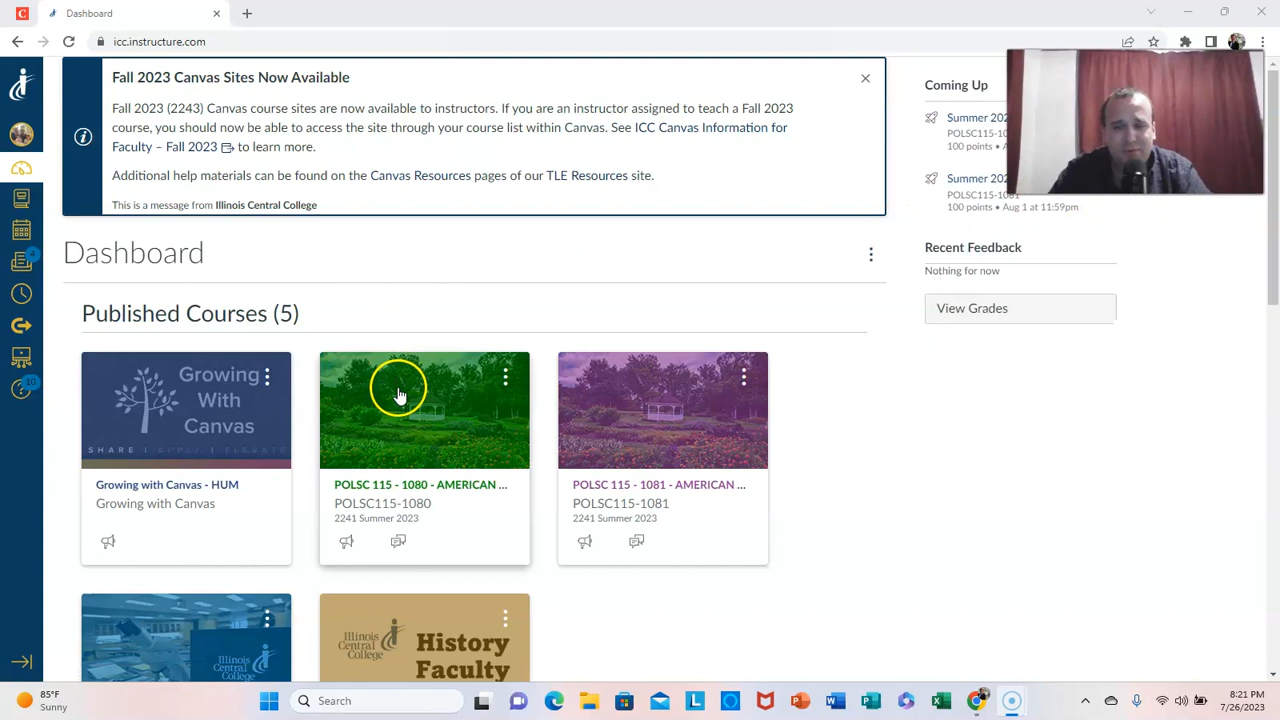 Dashboard
icc.instructure.com
Fall 2023 Canvas Sites Now Available
Fall 2023 (2243) Canvas course sites are now available to instructors. If you are an instructor assigned to teach a Fall 2023
course, you should now be able to access the site through your course list within Canvas. See ICC Canvas Information for
Faculty – Fall 2023 to learn more.
Additional help materials can be found on the Canvas Resources pages of our TLE Resources site.
This is a message from Illinois Central College
Coming Up
Summer 202
POLSC115-10
100 points •
Summer 202
POLSC115-1081
100 points • Aug 1 at 11:59pm
Recent Feedback
Nothing for now
View Grades
Dashboard
Published Courses (5)
Growing
With
Canvas
SHARE | APPLY | ELEVATE
Growing with Canvas - HUM
Growing with Canvas
POLSC 115 - 1080 - AMERICAN ...
POLSC115-1080
2241 Summer 2023
POLSC 115 - 1081 - AMERICAN ...
POLSC115-1081
2241 Summer 2023
Illinois
Central
College
Illinois
Central
College
History
Faculty
4
10
85°F
Sunny
Search
8:21 PM
7/26/2023